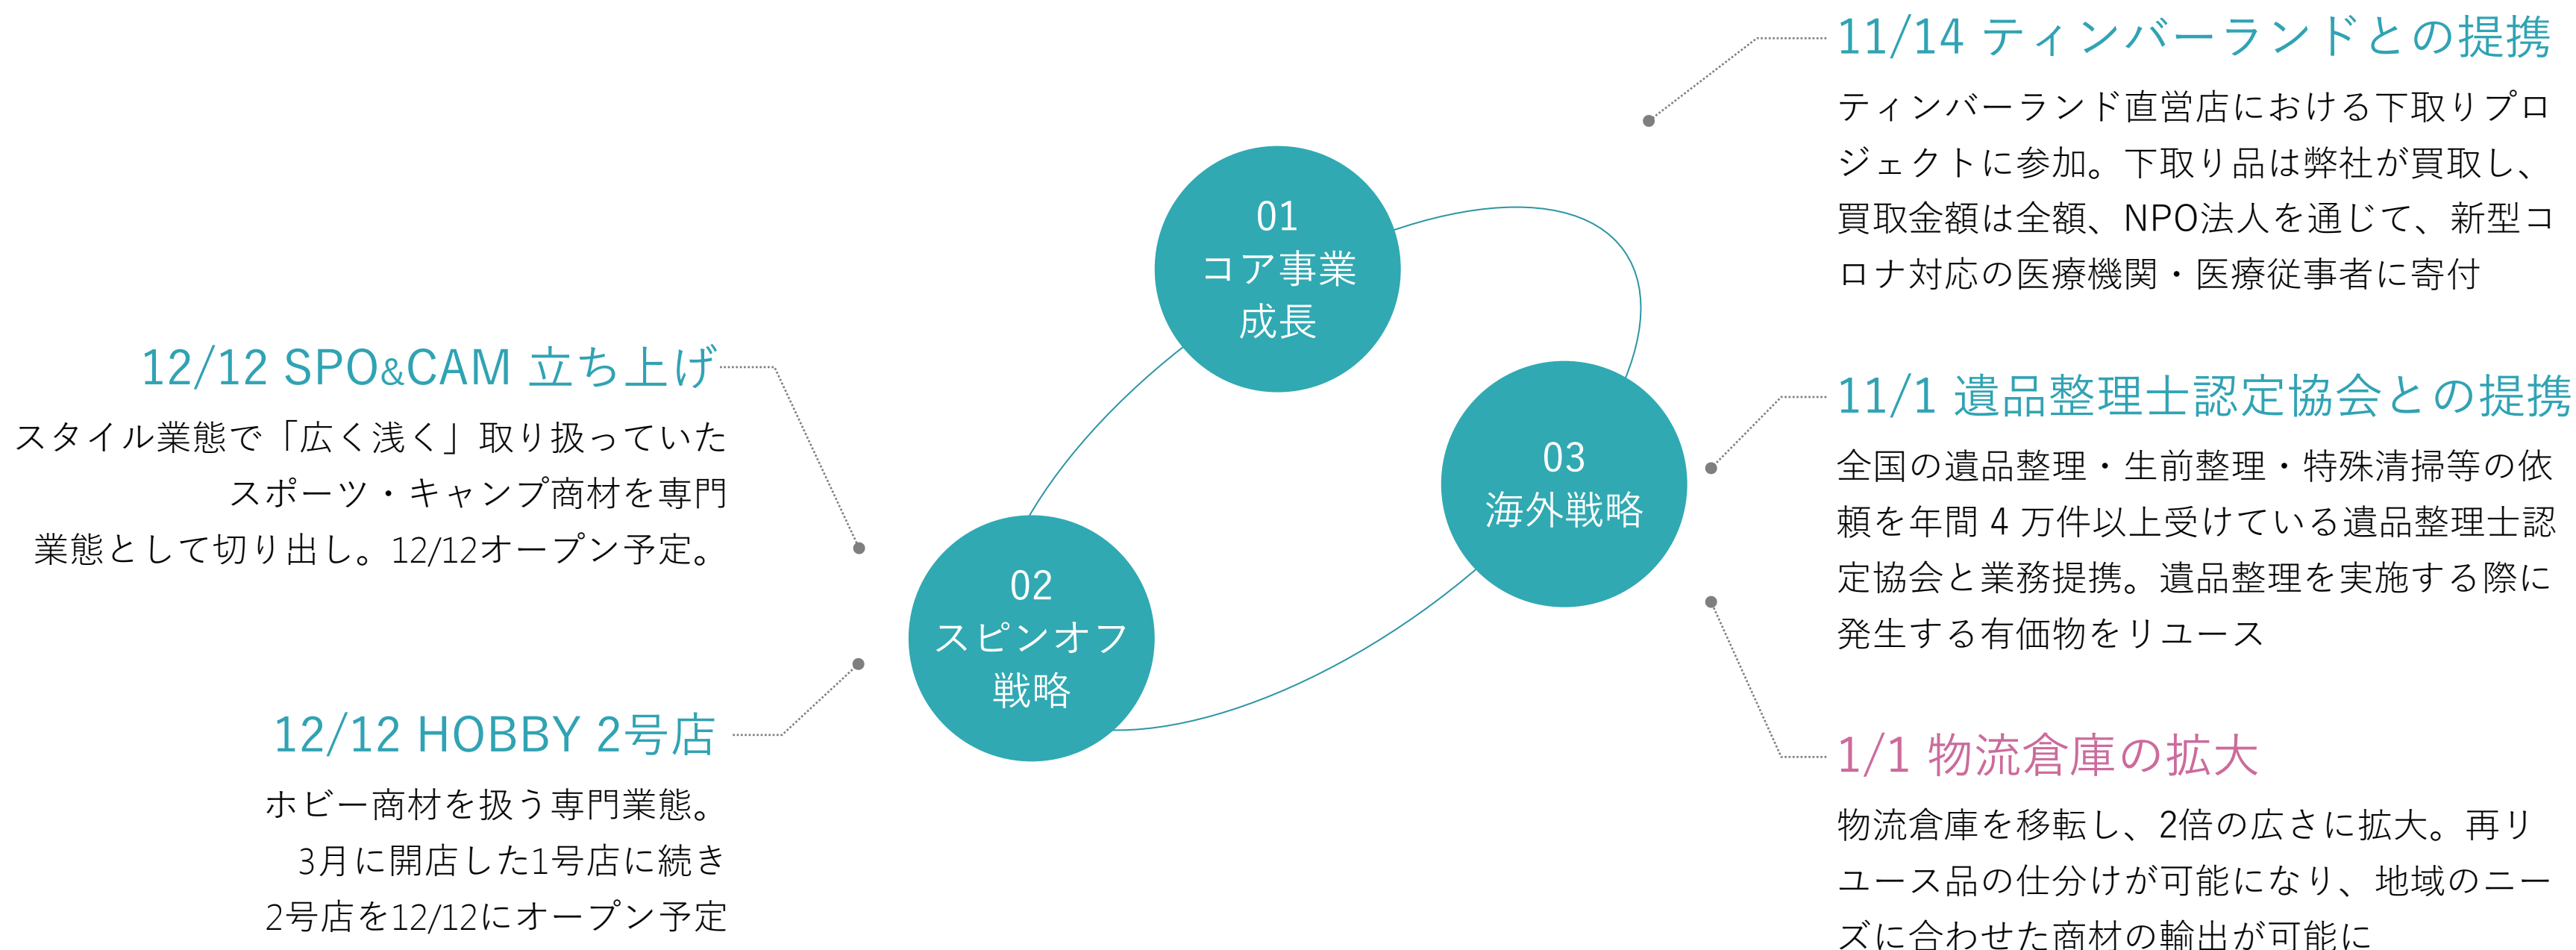 11/14 ティンバーランドとの提携
ティンバーランド直営店における下取りプロ
ジェクトに参加。下取り品は弊社が買取し、
買取金額は全額、NPO法人を通じて、新型コ
ロナ対応の医療機関・医療従事者に寄付
01
コア事業
成長
12/12 SPO&CAM 立ち上げ
スタイル業態で「広く浅く」取り扱っていた
スポーツ・キャンプ商材を専門
業態として切り出し。12/12オープン予定。
11/1 遺品整理士認定協会との提携
全国の遺品整理・生前整理・特殊清掃等の依
頼を年間 4 万件以上受けている遺品整理士認
定協会と業務提携。遺品整理を実施する際に
発生する有価物をリユース
03
海外戦略
02
スピンオフ
戦略
12/12 HOBBY 2号店
ホビー商材を扱う専門業態。
3月に開店した1号店に続き
2号店を12/12にオープン予定
1/1 物流倉庫の拡大
物流倉庫を移転し、2倍の広さに拡大。再リ
ユース品の仕分けが可能になり、地域のニー
ズに合わせた商材の輸出が可能に